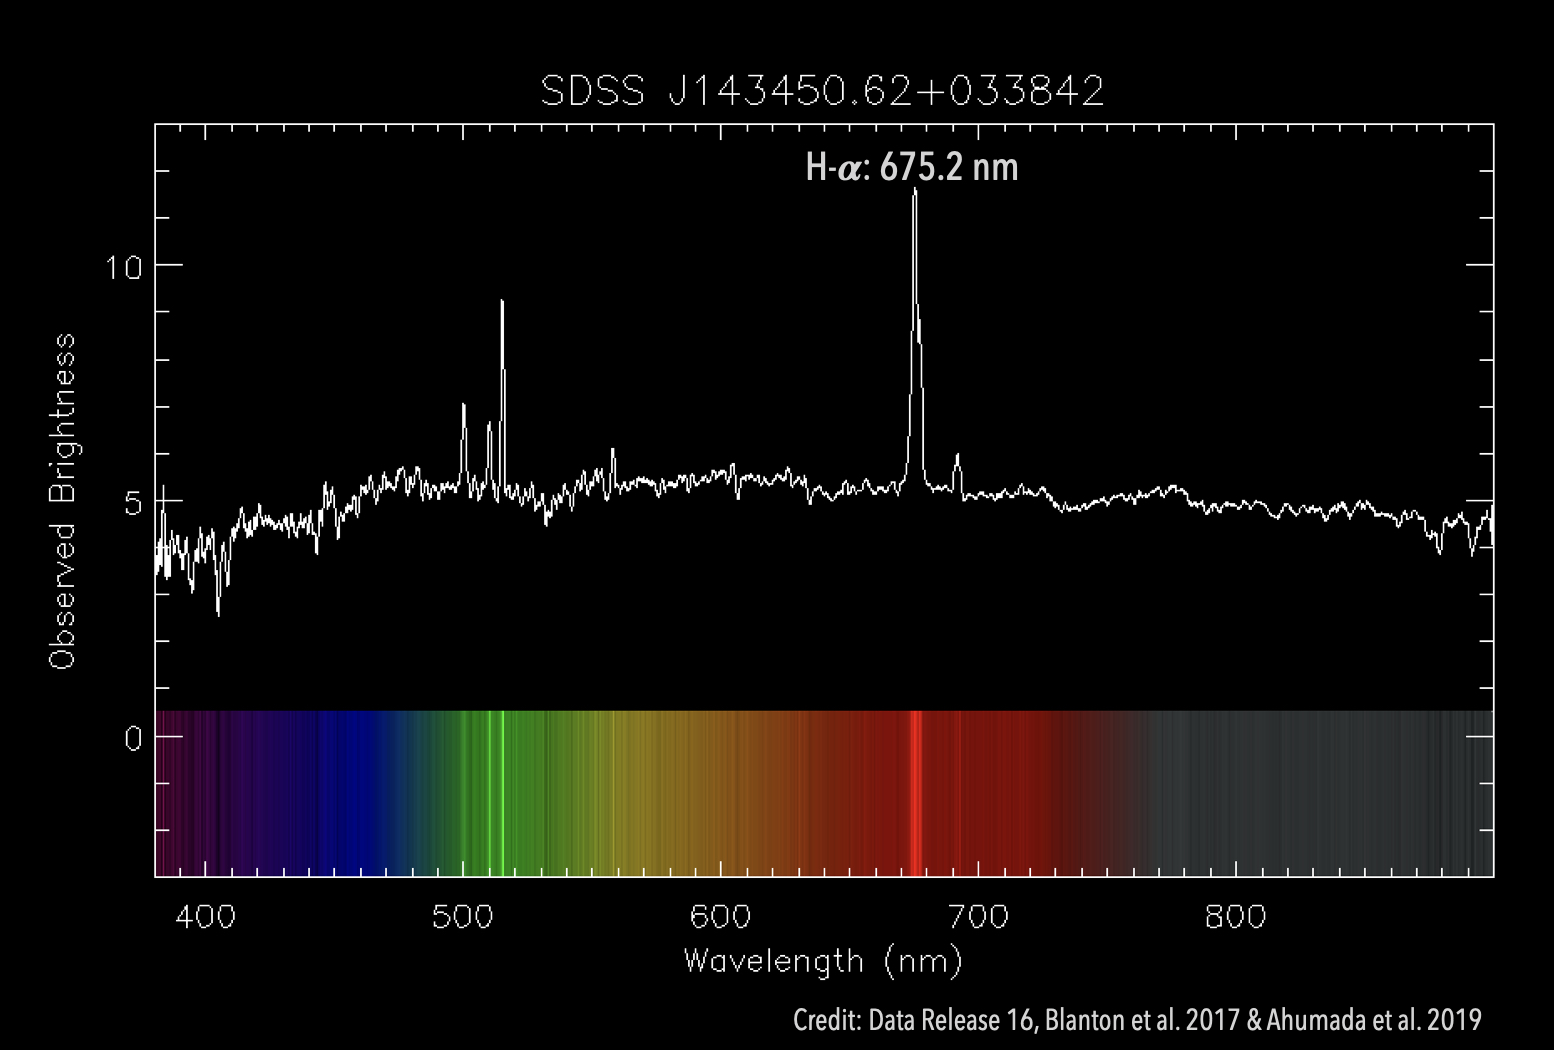 SDSS J143450.62+033842
H-α: 675.2 nm
10
5
0
Observed Brightness
400 500 600 700 800
Wavelength (nm)
Credit: Data Release 16, Blanton et al. 2017 & Ahumada et al. 2019